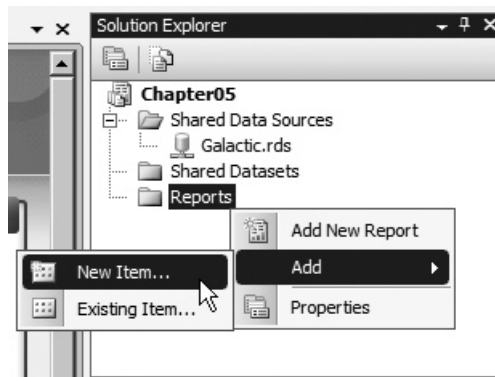 Solution Explorer
Chapter05
Shared Data Sources
Galactic.rds
Shared Datasets
Reports
Add New Report
Add
Properties
New Item...
Existing Item...